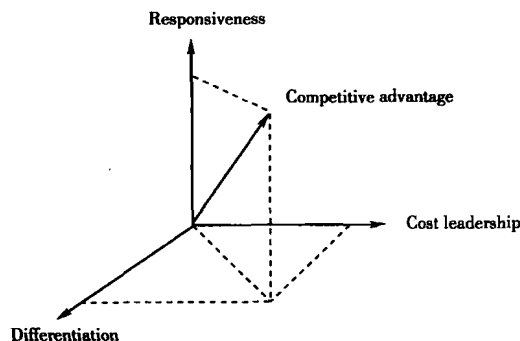 Responsiveness
Competitive advantage
Cost leadership
Differentiation